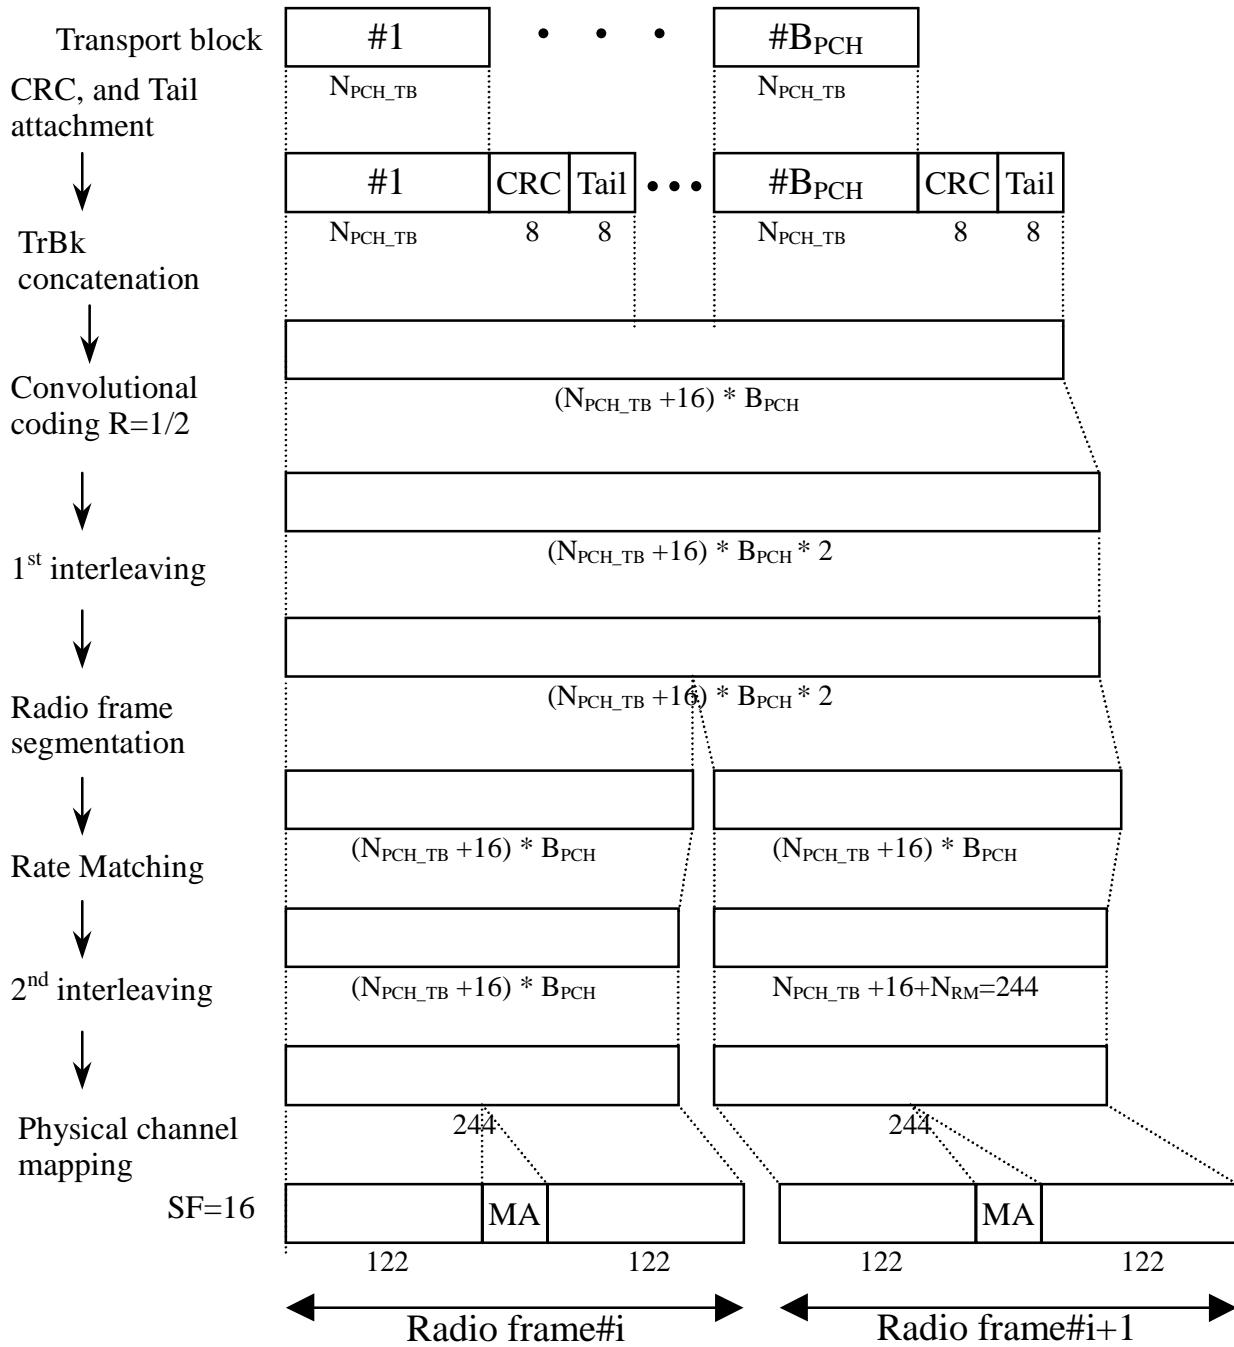 Transport block #1 • • • #B_PCH
N_PCH_TB N_PCH_TB
CRC, and Tail
attachment
#1 CRC Tail ••• #B_PCH CRC Tail
N_PCH_TB 8 8 N_PCH_TB 8 8
TrBk
concatenation
(N_PCH_TB +16) * B_PCH
Convolutional
coding R=1/2
(N_PCH_TB +16) * B_PCH * 2
1st interleaving
(N_PCH_TB +16) * B_PCH * 2
Radio frame
segmentation
(N_PCH_TB +16) * B_PCH (N_PCH_TB +16) * B_PCH
Rate Matching
(N_PCH_TB +16) * B_PCH N_PCH_TB +16+N_RM=244
2nd interleaving
244 244
Physical channel
mapping
SF=16 MA MA
122 122 122 122
Radio frame#i Radio frame#i+1